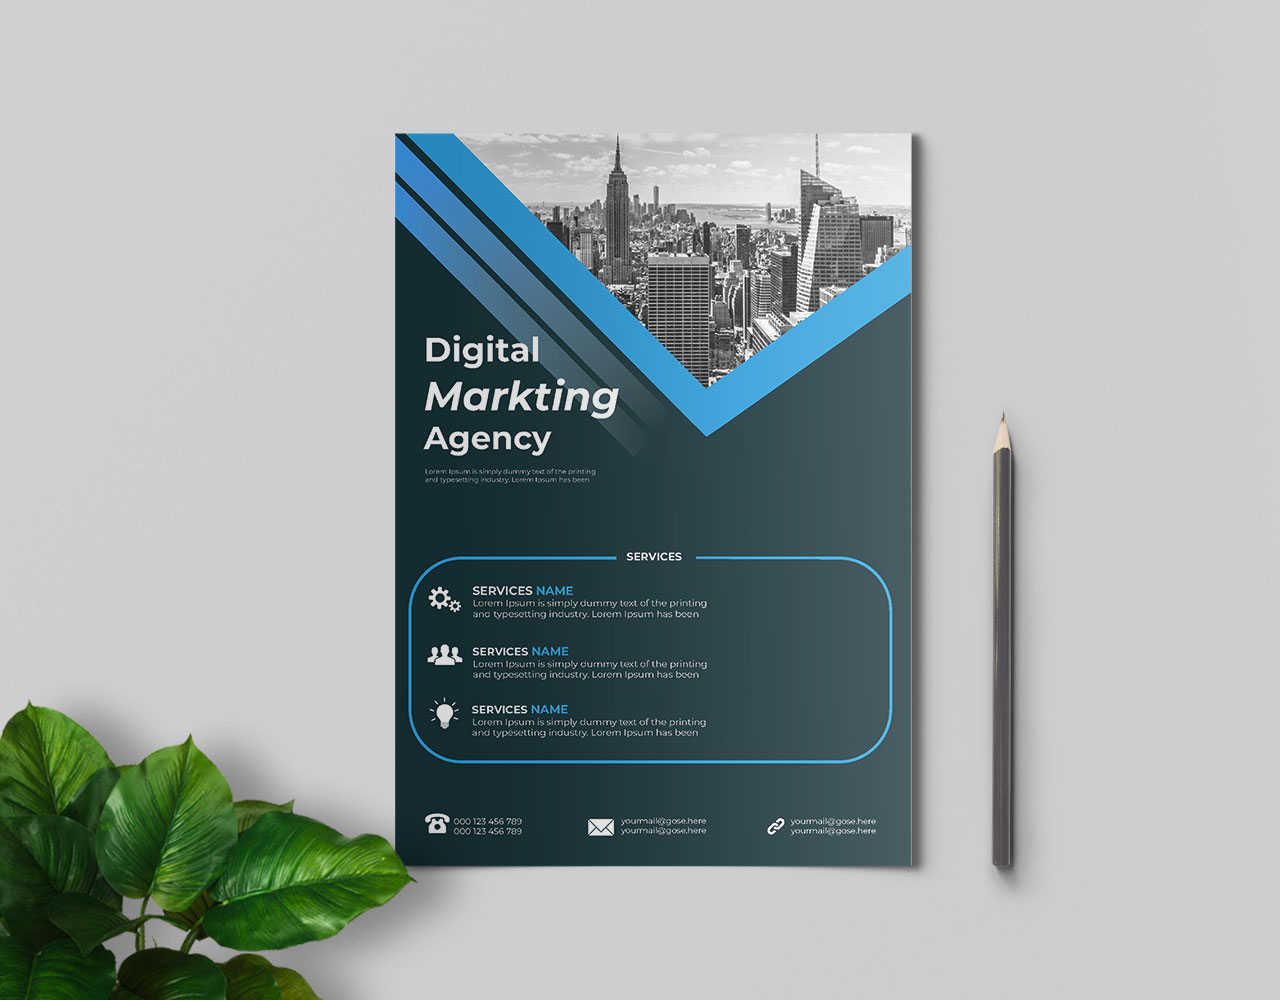 Digital
Markting
Agency
Lorem Ipsum is simply dummy text of the printing
and typesetting industry. Lorem Ipsum has been
SERVICES
SERVICES NAME
Lorem Ipsum is simply dummy text of the printing
and typesetting industry. Lorem Ipsum has been
SERVICES NAME
Lorem Ipsum is simply dummy text of the printing
and typesetting industry. Lorem Ipsum has been
SERVICES NAME
Lorem Ipsum is simply dummy text of the printing
and typesetting industry. Lorem Ipsum has been
000 123 456 789
000 123 456 789
yourmail@gose.here
yourmail@gose.here
yourmail@gose.here
yourmail@gose.here